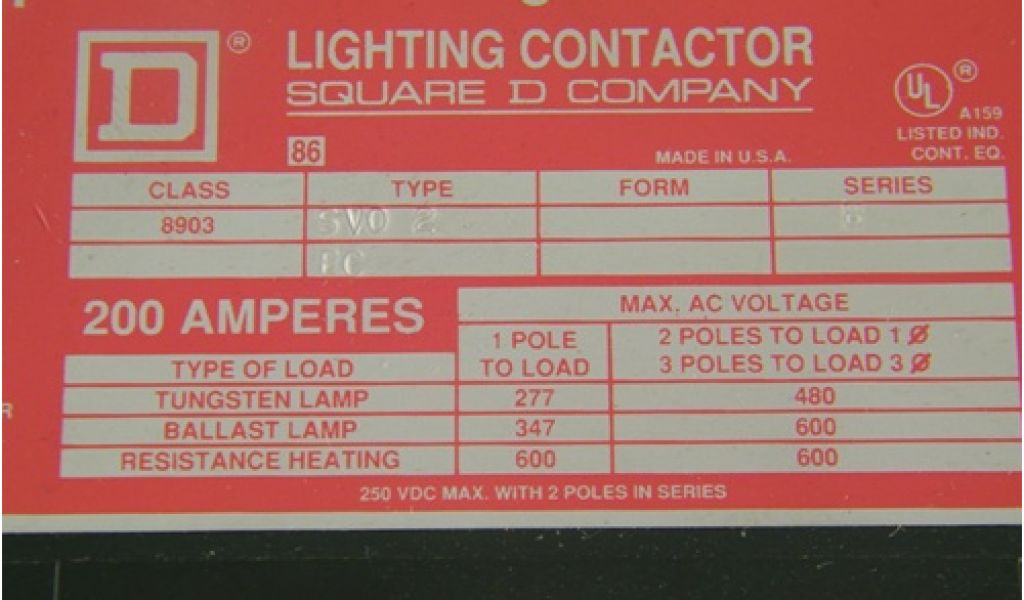 D ®
LIGHTING CONTACTOR
SQUARE D COMPANY
UL ®
A159
LISTED IND.
CONT. EQ.
86
MADE IN U.S.A.
CLASS TYPE FORM SERIES
8903 SVO 2
200 AMPERES
MAX. AC VOLTAGE
1 POLE
TO LOAD
2 POLES TO LOAD 1 Ø
3 POLES TO LOAD 3 Ø
TYPE OF LOAD
TUNGSTEN LAMP 277 480
BALLAST LAMP 347 600
RESISTANCE HEATING 600 600
250 VDC MAX. WITH 2 POLES IN SERIES